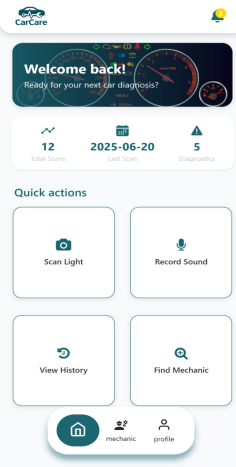 CarCare
Welcome back!
Ready for your next car diagnosis?
12 2025-06-20 5
Total Scans Last Scan Diagnostics
Quick actions
Scan Light Record Sound
View History Find Mechanic
mechanic profile